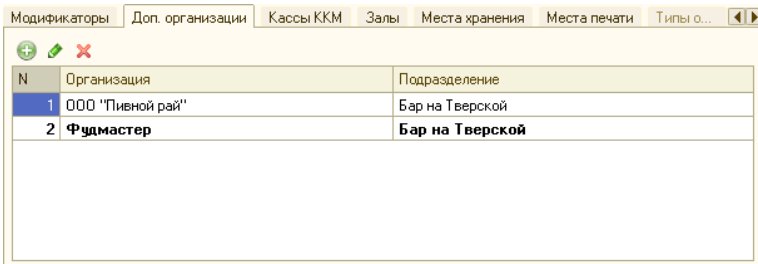 Модификаторы Доп. организации Кассы ККМ Залы Места хранения Места печати Типы о...
N Организация Подразделение
1 ООО "Пивной рай" Бар на Тверской
2 Фудмастер Бар на Тверской